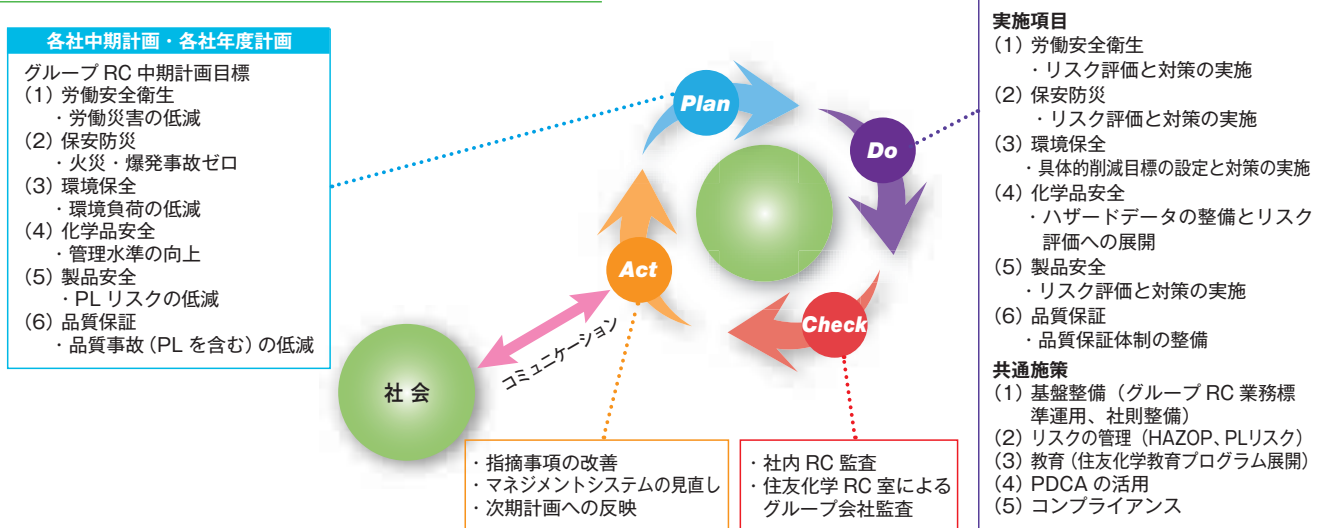 各社中期計画・各社年度計画
グループ RC 中期計画目標
(1) 労働安全衛生
・労働災害の低減
(2) 保安防災
・火災・爆発事故ゼロ
(3) 環境保全
・環境負荷の低減
(4) 化学品安全
・管理水準の向上
(5) 製品安全
・PL リスクの低減
(6) 品質保証
・品質事故 (PL を含む) の低減
Plan
Do
Check
Act
社 会
コミュニケーション
・指摘事項の改善
・マネジメントシステムの見直し
・次期計画への反映
・社内 RC 監査
・住友化学 RC 室による
グループ会社監査
実施項目
(1) 労働安全衛生
・リスク評価と対策の実施
(2) 保安防災
・リスク評価と対策の実施
(3) 環境保全
・具体的削減目標の設定と対策の実施
(4) 化学品安全
・ハザードデータの整備とリスク
評価への展開
(5) 製品安全
・リスク評価と対策の実施
(6) 品質保証
・品質保証体制の整備
共通施策
(1) 基盤整備（グループ RC 業務標
準運用、社則整備）
(2) リスクの管理（HAZOP、PLリスク）
(3) 教育（住友化学教育プログラム展開）
(4) PDCA の活用
(5) コンプライアンス